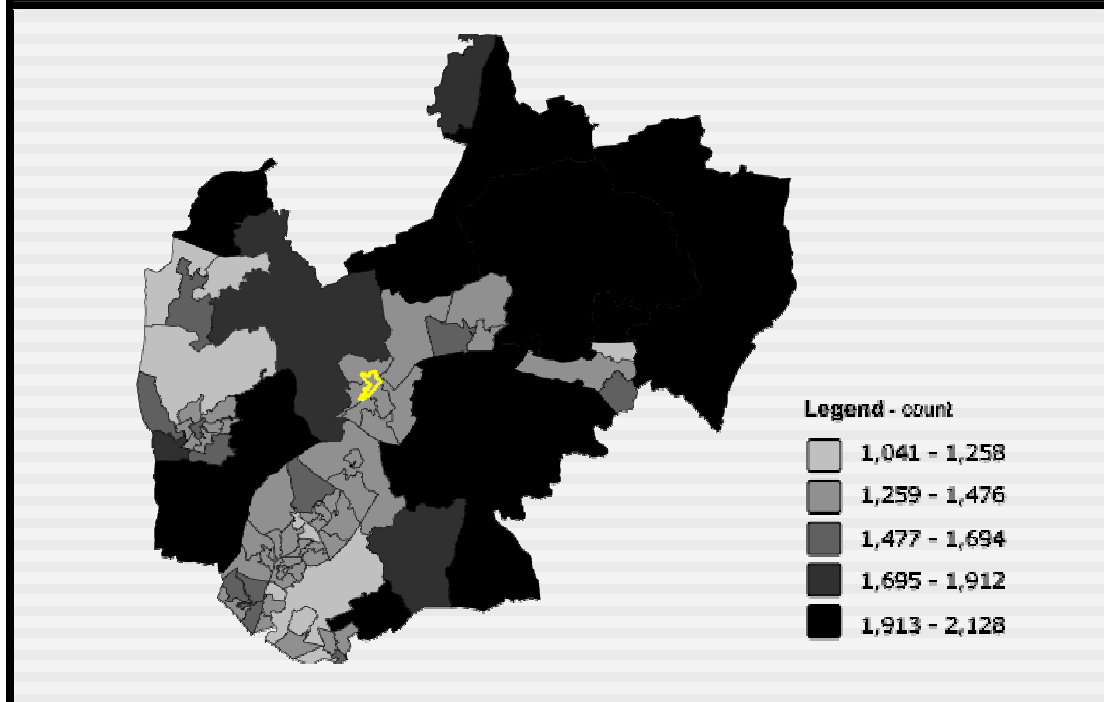 Legend - count
1,041 - 1,258
1,259 - 1,476
1,477 - 1,694
1,695 - 1,912
1,913 - 2,128